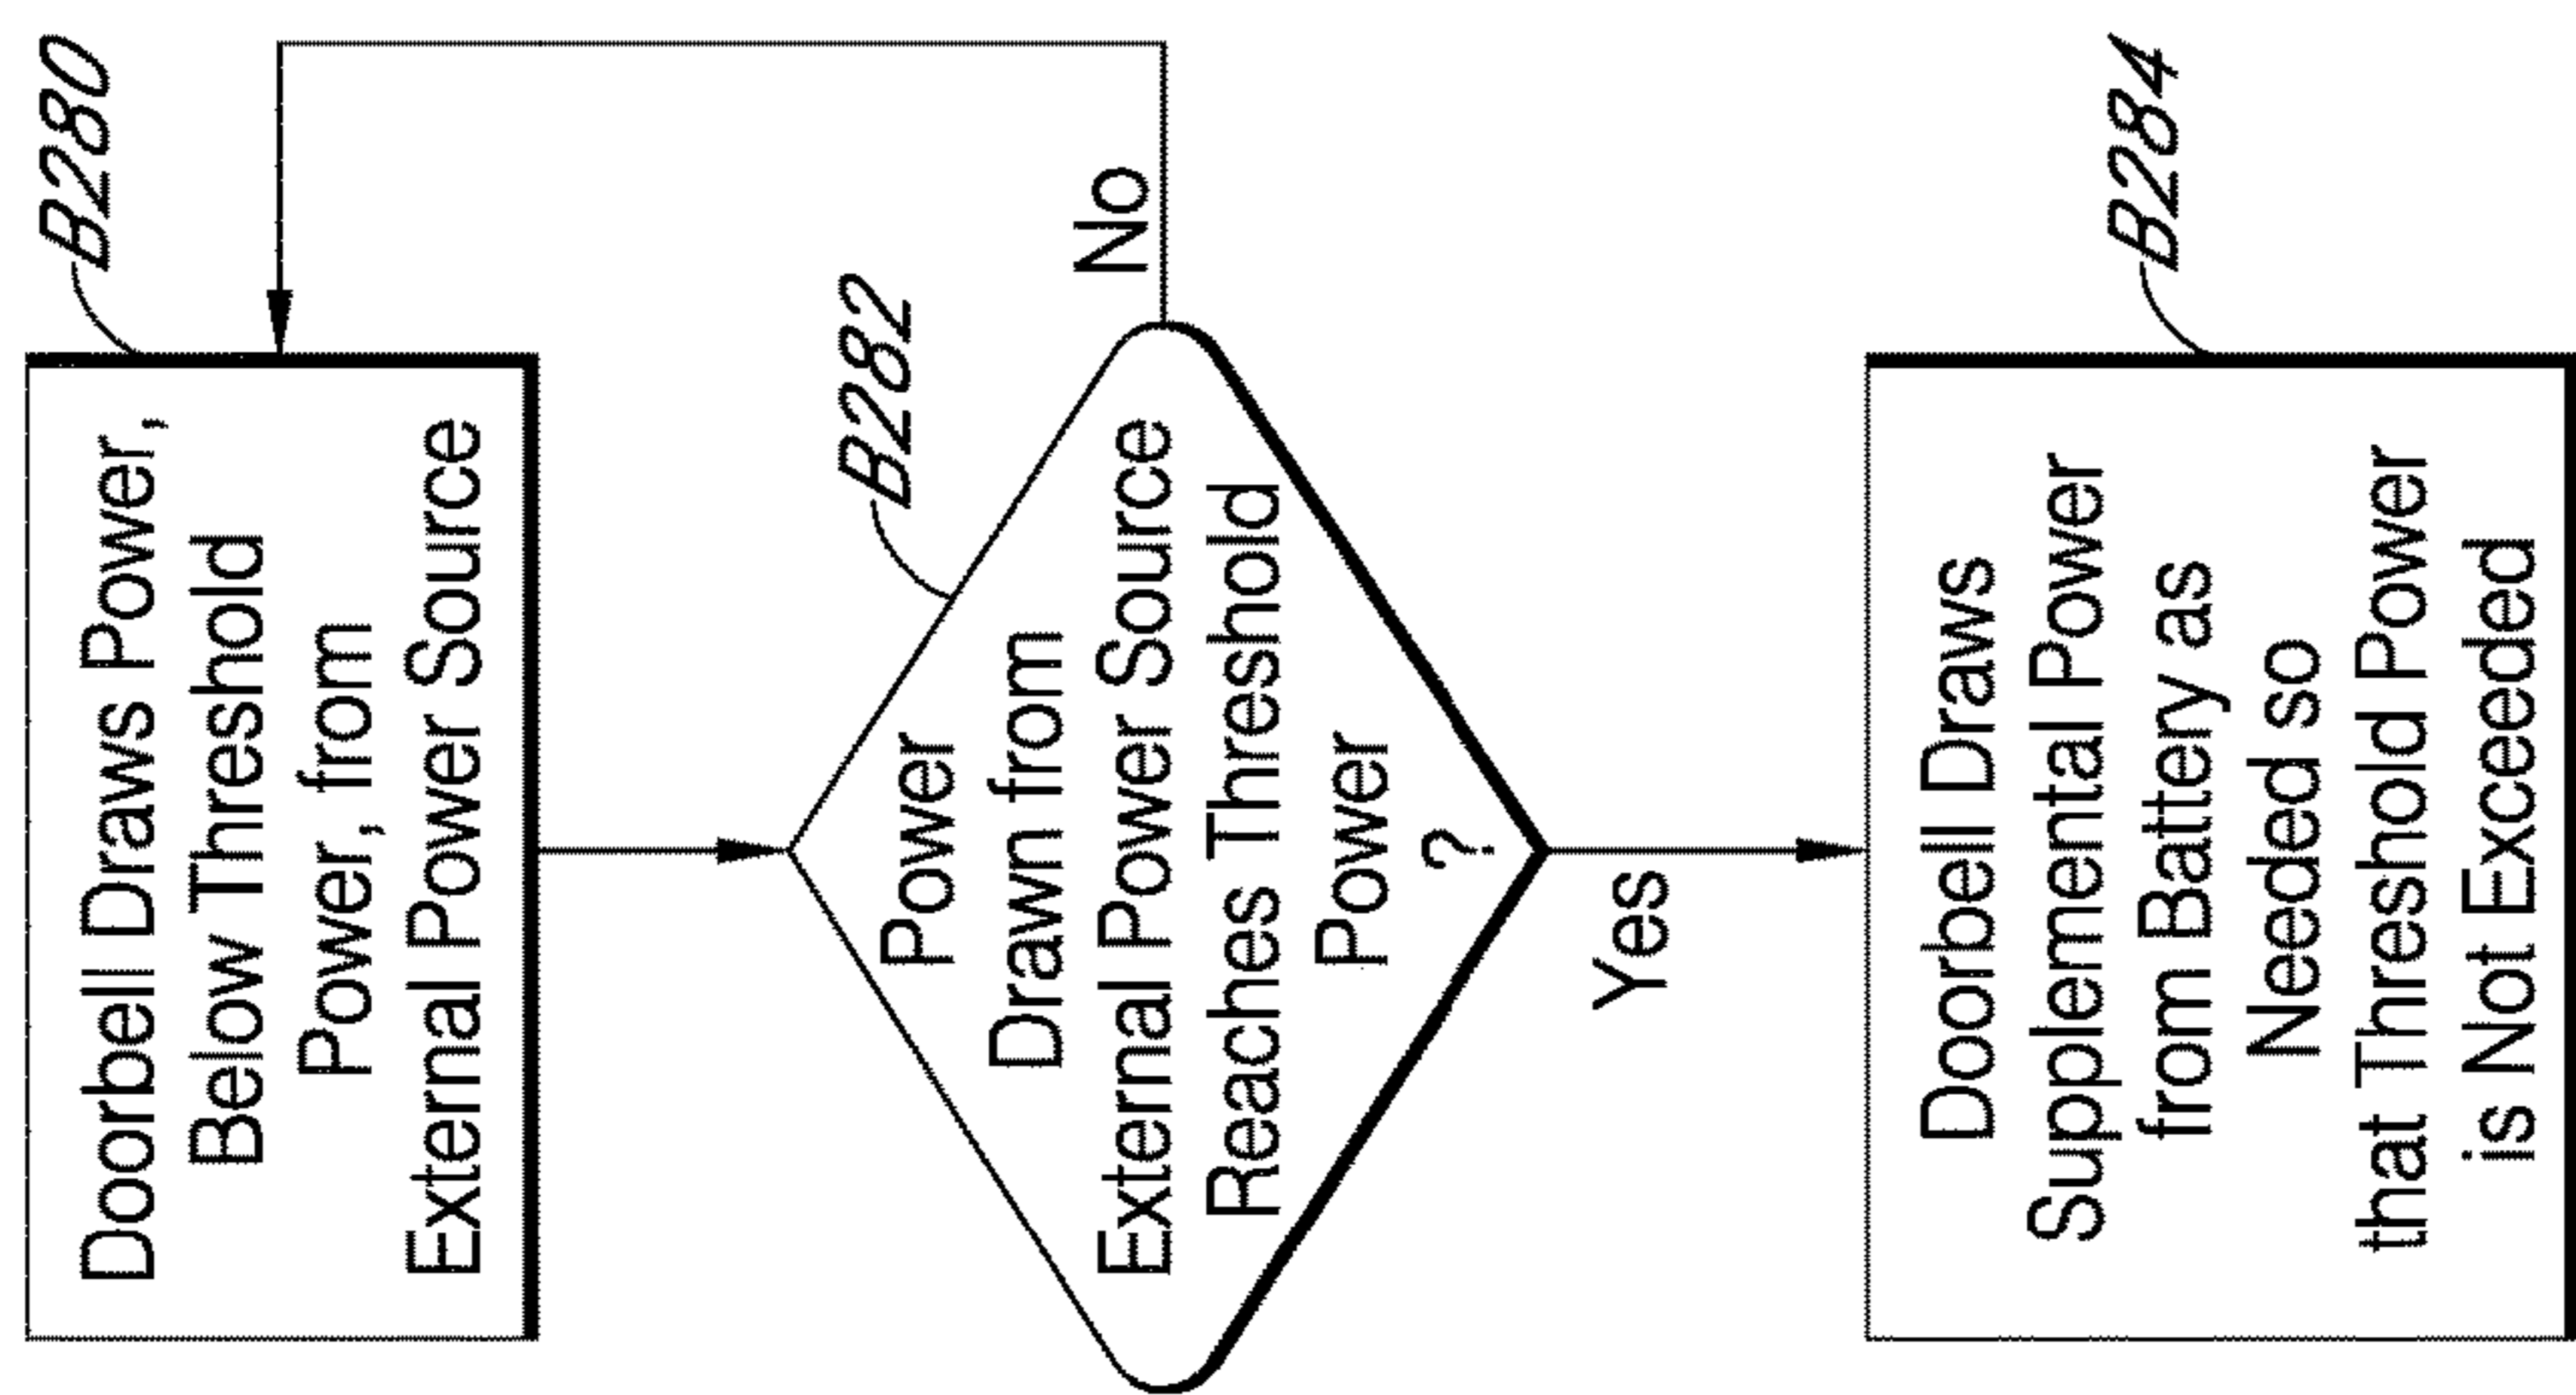 B280
Doorbell Draws Power,
Below Threshold
Power, from
External Power Source
B282
Power
Drawn from
External Power Source
Reaches Threshold
Power
?
No
Yes
B284
Doorbell Draws
Supplemental Power
from Battery as
Needed so
that Threshold Power
is Not Exceeded